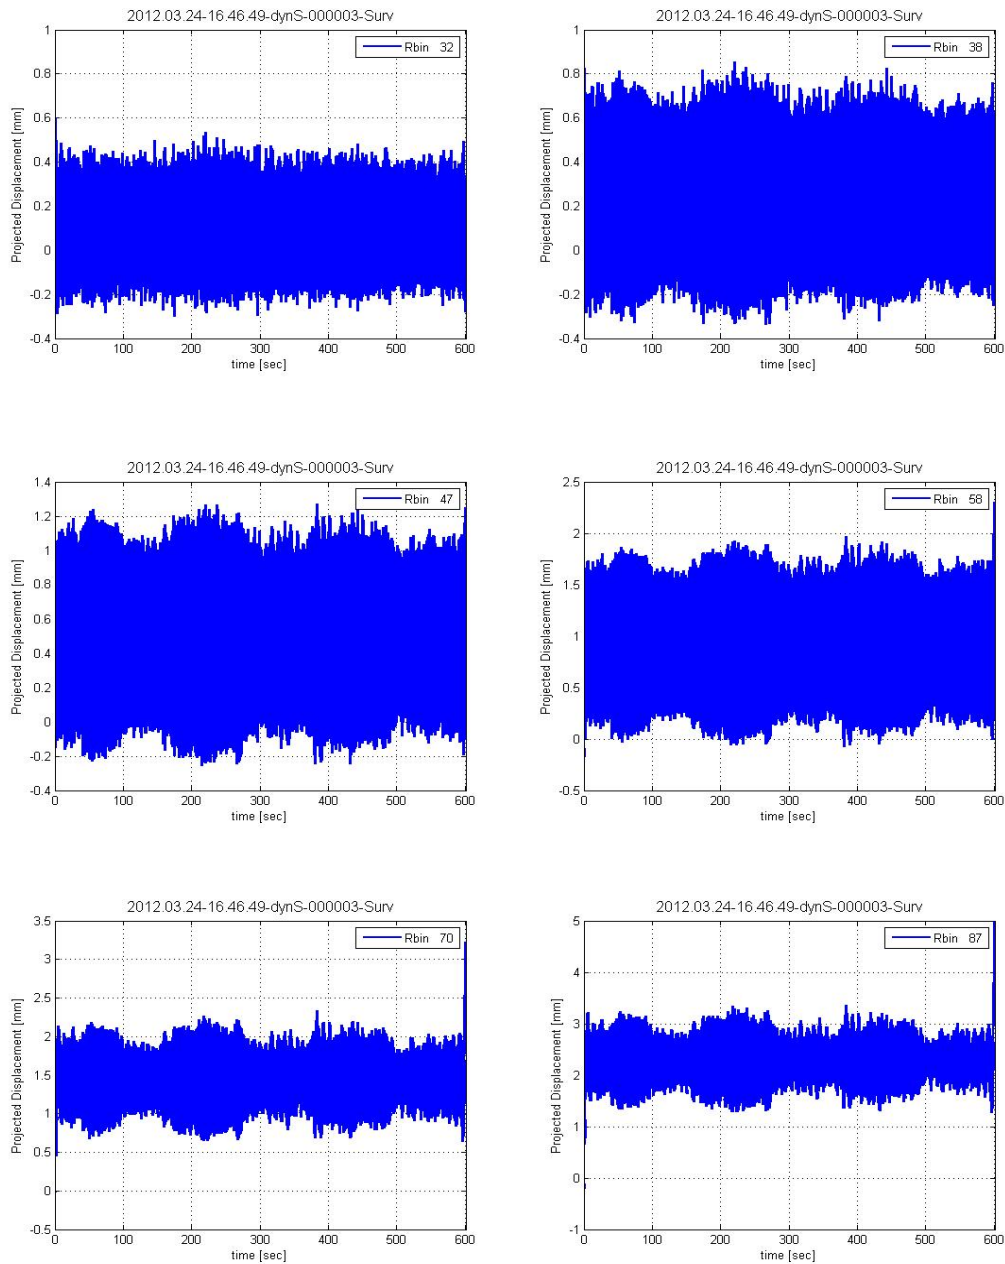 2012.03.24-16.46.49-dynS-000003-Surv
Rbin 32
Projected Displacement [mm]
1
0.8
0.6
0.4
0.2
0
-0.2
-0.4
0 100 200 300 400 500 600
time [sec]
2012.03.24-16.46.49-dynS-000003-Surv
Rbin 38
Projected Displacement [mm]
1
0.8
0.6
0.4
0.2
0
-0.2
-0.4
0 100 200 300 400 500 600
time [sec]
2012.03.24-16.46.49-dynS-000003-Surv
Rbin 47
Projected Displacement [mm]
1.4
1.2
1
0.8
0.6
0.4
0.2
0
-0.2
-0.4
0 100 200 300 400 500 600
time [sec]
2012.03.24-16.46.49-dynS-000003-Surv
Rbin 58
Projected Displacement [mm]
2.5
2
1.5
1
0.5
0
-0.5
0 100 200 300 400 500 600
time [sec]
2012.03.24-16.46.49-dynS-000003-Surv
Rbin 70
Projected Displacement [mm]
3.5
3
2.5
2
1.5
1
0.5
0
-0.5
0 100 200 300 400 500 600
time [sec]
2012.03.24-16.46.49-dynS-000003-Surv
Rbin 87
Projected Displacement [mm]
5
4
3
2
1
0
-1
0 100 200 300 400 500 600
time [sec]